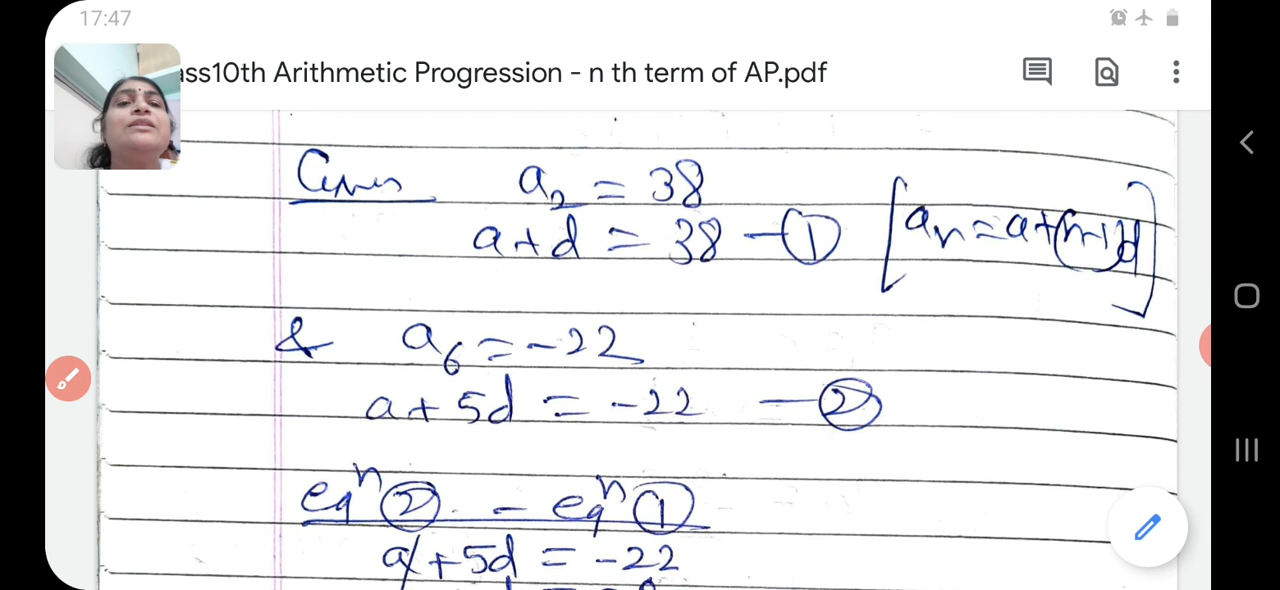 17:47
ass10th Arithmetic Progression - n th term of AP.pdf
Given a₂ = 38
a + d = 38 — ① [aₙ = a + (n-1)d]
& a₆ = -22
a + 5d = -22 — ②
eqⁿ ② - eqⁿ ①
a + 5d = -22